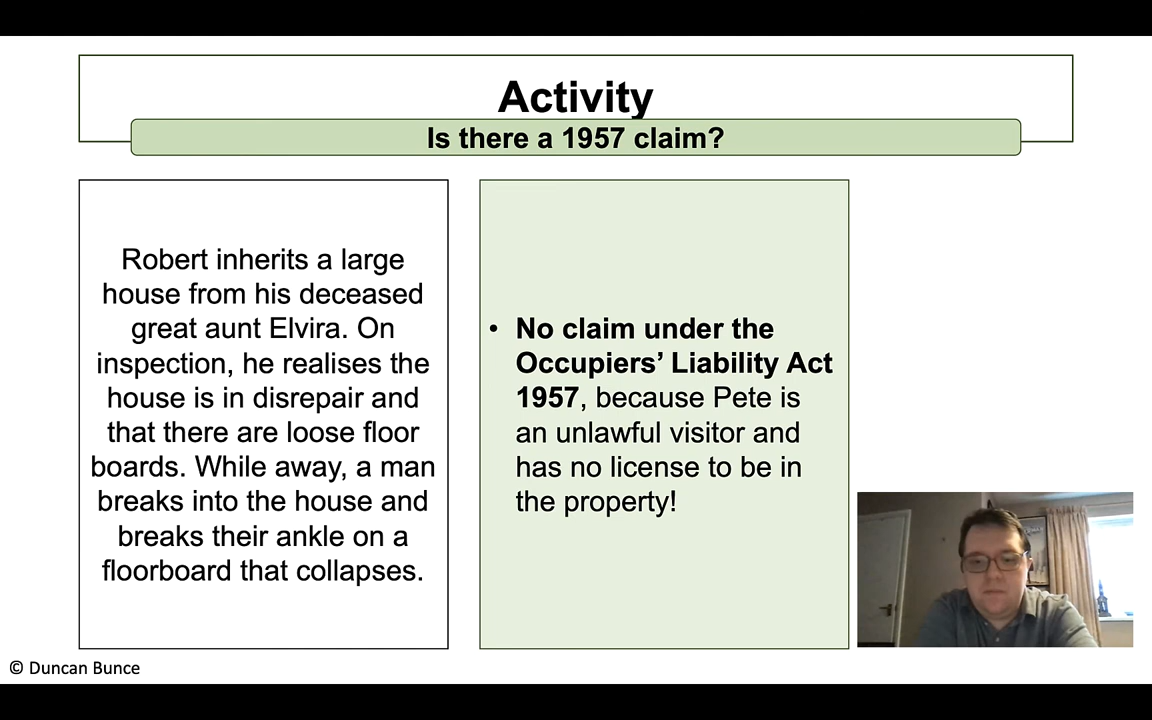 Activity
Is there a 1957 claim?
Robert inherits a large
house from his deceased
great aunt Elvira. On
inspection, he realises the
house is in disrepair and
that there are loose floor
boards. While away, a man
breaks into the house and
breaks their ankle on a
floorboard that collapses.
• No claim under the
Occupiers’ Liability Act
1957, because Pete is
an unlawful visitor and
has no license to be in
the property!
© Duncan Bunce